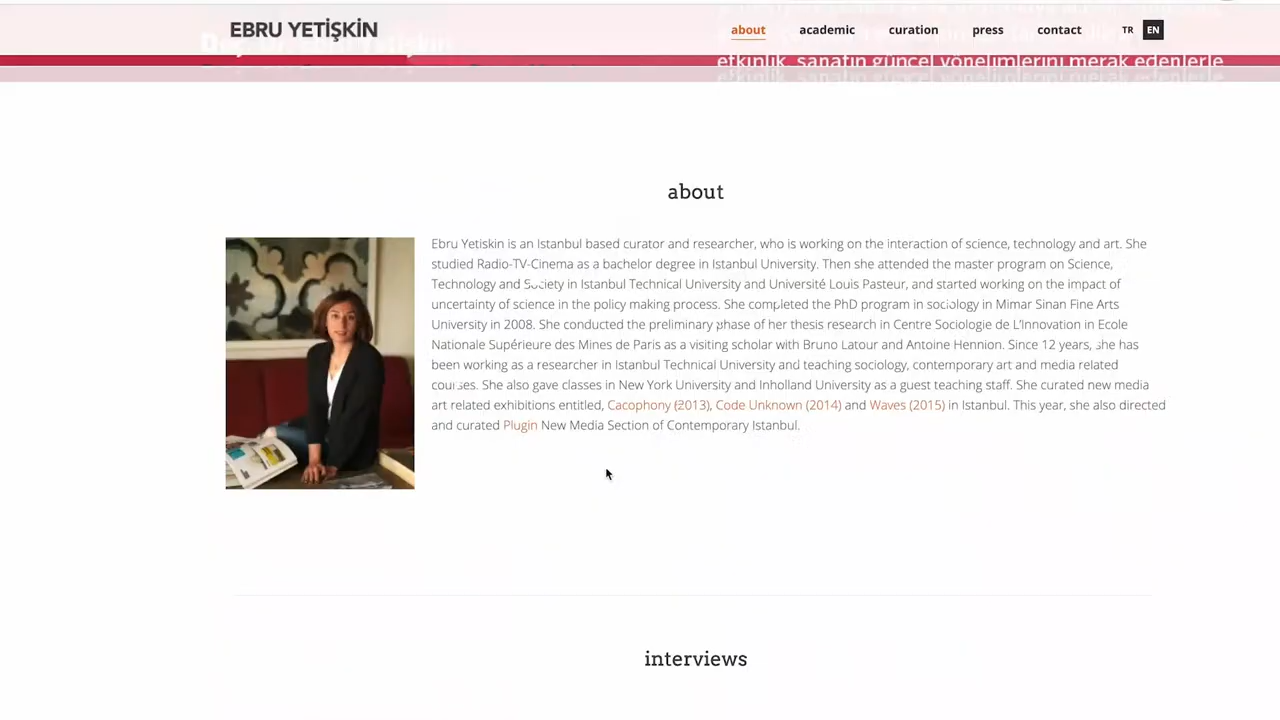 EBRU YETİŞKİN
about academic curation press contact TR EN
etkinlik, sanatın güncel yönelimlerini merak edenlerle
about
Ebru Yetiskin is an Istanbul based curator and researcher, who is working on the interaction of science, technology and art. She
studied Radio-TV-Cinema as a bachelor degree in Istanbul University. Then she attended the master program on Science,
Technology and Society in Istanbul Technical University and Université Louis Pasteur, and started working on the impact of
uncertainty of science in the policy making process. She completed the PhD program in sociology in Mimar Sinan Fine Arts
University in 2008. She conducted the preliminary phase of her thesis research in Centre Sociologie de L'Innovation in Ecole
Nationale Supérieure des Mines de Paris as a visiting scholar with Bruno Latour and Antoine Hennion. Since 12 years, she has
been working as a researcher in Istanbul Technical University and teaching sociology, contemporary art and media related
courses. She also gave classes in New York University and Inholland University as a guest teaching staff. She curated new media
art related exhibitions entitled, Cacophony (2013), Code Unknown (2014) and Waves (2015) in Istanbul. This year, she also directed
and curated Plugin New Media Section of Contemporary Istanbul.
interviews